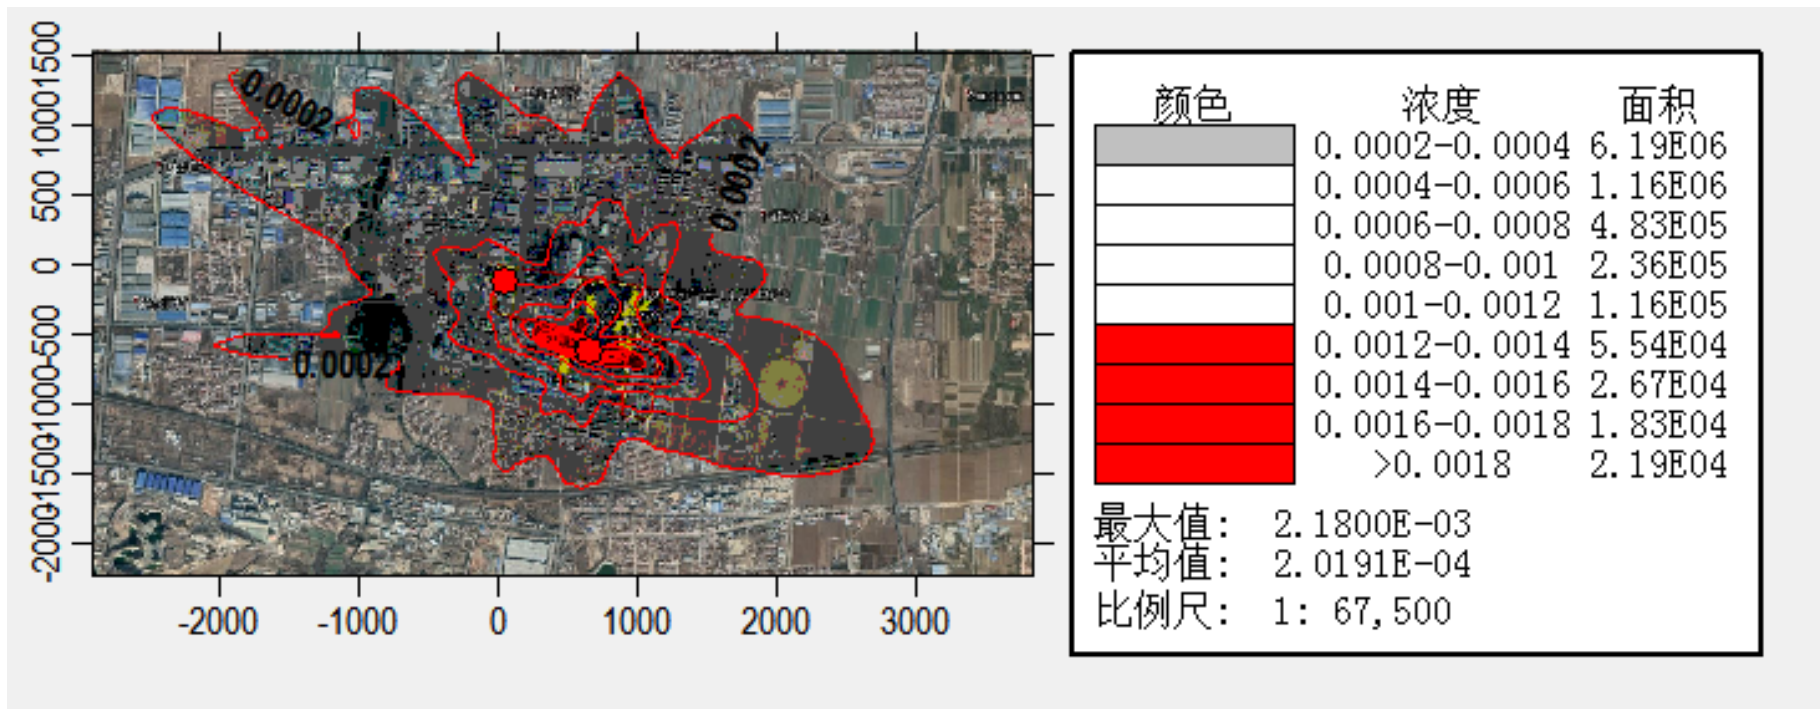 1500
1000
500
0
-500
-1000
-1500
-2000
0.0002
0.0002
0.0002
-2000 -1000 0 1000 2000 3000
颜色 浓度 面积
0.0002-0.0004 6.19E06
0.0004-0.0006 1.16E06
0.0006-0.0008 4.83E05
0.0008-0.001 2.36E05
0.001-0.0012 1.16E05
0.0012-0.0014 5.54E04
0.0014-0.0016 2.67E04
0.0016-0.0018 1.83E04
>0.0018 2.19E04
最大值: 2.1800E-03
平均值: 2.0191E-04
比例尺: 1: 67,500